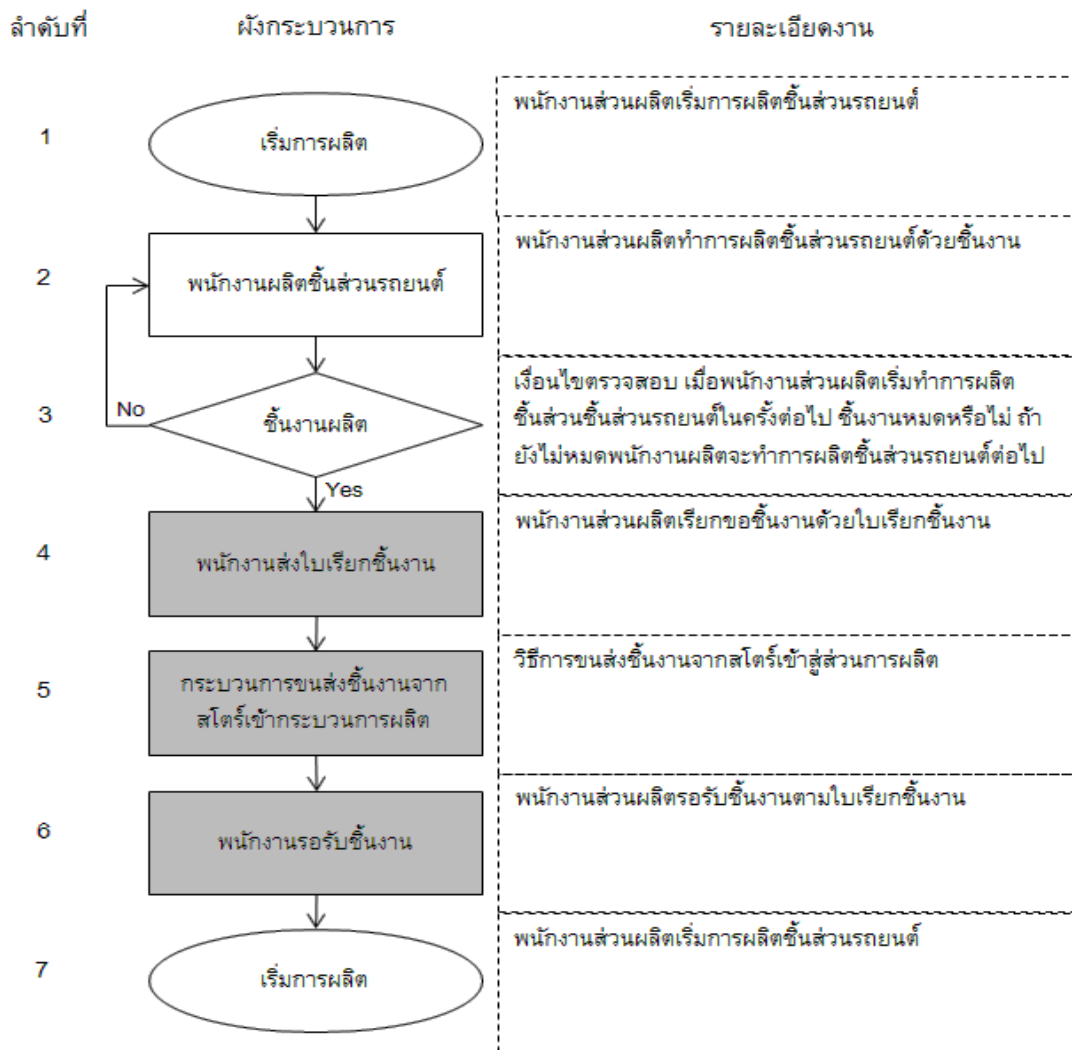 ลำดับที่ ผังกระบวนการ รายละเอียดงาน
1 เริ่มการผลิต พนักงานส่วนผลิตเริ่มการผลิตชิ้นส่วนรถยนต์
2 พนักงานผลิตชิ้นส่วนรถยนต์ พนักงานส่วนผลิตทำการผลิตชิ้นส่วนรถยนต์ด้วยชิ้นงาน
3 No ชิ้นงานผลิต Yes
เงื่อนไขตรวจสอบ เมื่อพนักงานส่วนผลิตเริ่มทำการผลิต
ชิ้นส่วนชิ้นส่วนรถยนต์ในครั้งต่อไป ชิ้นงานหมดหรือไม่ ถ้า
ยังไม่หมดพนักงานผลิตจะทำการผลิตชิ้นส่วนรถยนต์ต่อไป
4 พนักงานส่งใบเรียกชิ้นงาน พนักงานส่วนผลิตเรียกขอชิ้นงานด้วยใบเรียกชิ้นงาน
5 กระบวนการขนส่งชิ้นงานจาก
สโตร์เข้ากระบวนการผลิต
วิธีการขนส่งชิ้นงานจากสโตร์เข้าสู่ส่วนการผลิต
6 พนักงานรอรับชิ้นงาน พนักงานส่วนผลิตรอรับชิ้นงานตามใบเรียกชิ้นงาน
7 เริ่มการผลิต พนักงานส่วนผลิตเริ่มการผลิตชิ้นส่วนรถยนต์